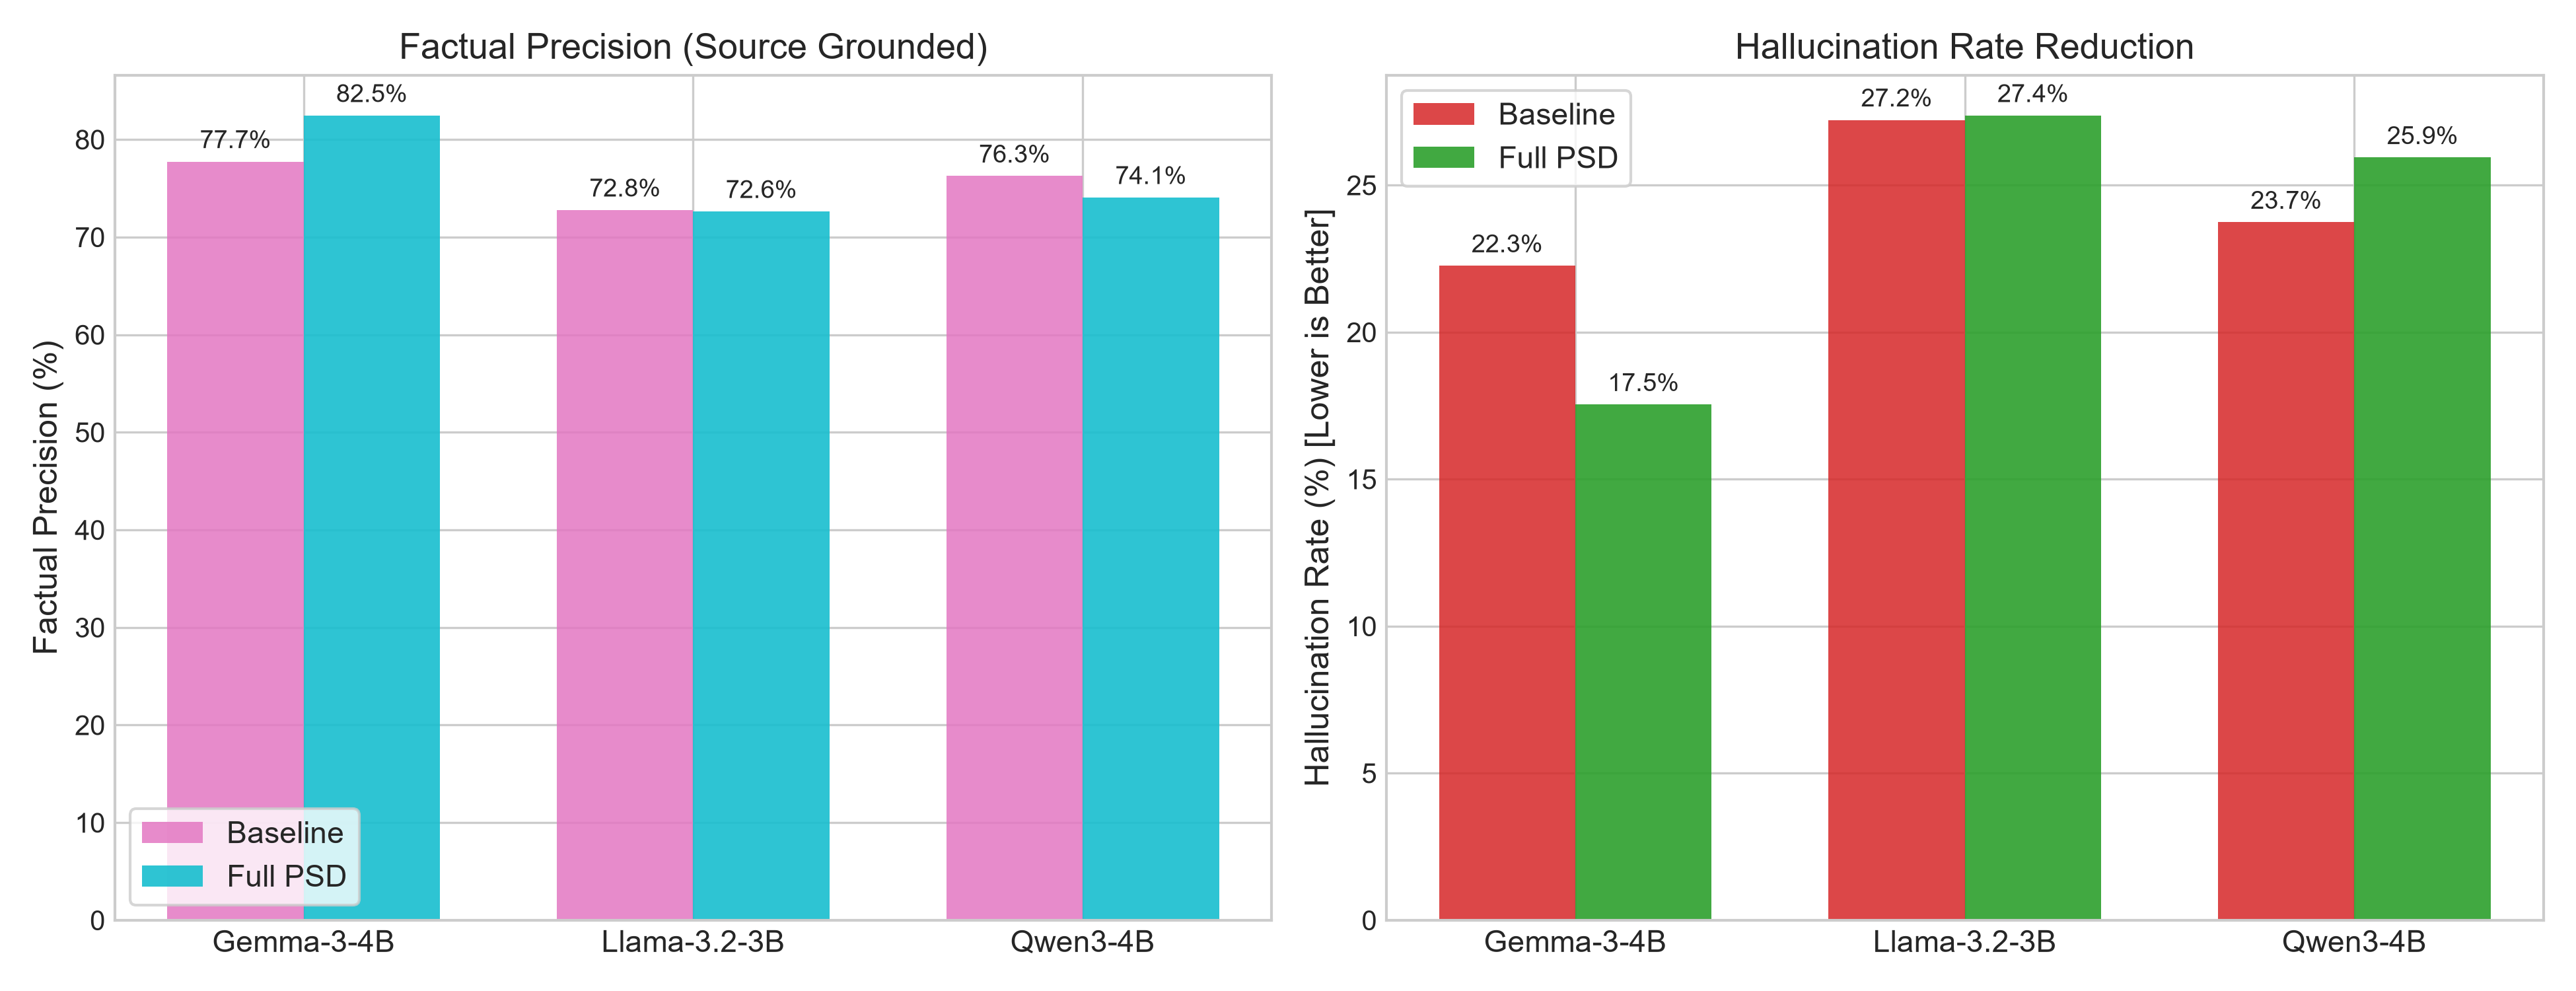 Factual Precision (Source Grounded)
Factual Precision (%)
80
70
60
50
40
30
20
10
0
77.7%
82.5%
72.8%
72.6%
76.3%
74.1%
Baseline
Full PSD
Gemma-3-4B
Llama-3.2-3B
Qwen3-4B
Hallucination Rate Reduction
Hallucination Rate (%) [Lower is Better]
25
20
15
10
5
0
Baseline
Full PSD
22.3%
17.5%
27.2%
27.4%
23.7%
25.9%
Gemma-3-4B
Llama-3.2-3B
Qwen3-4B